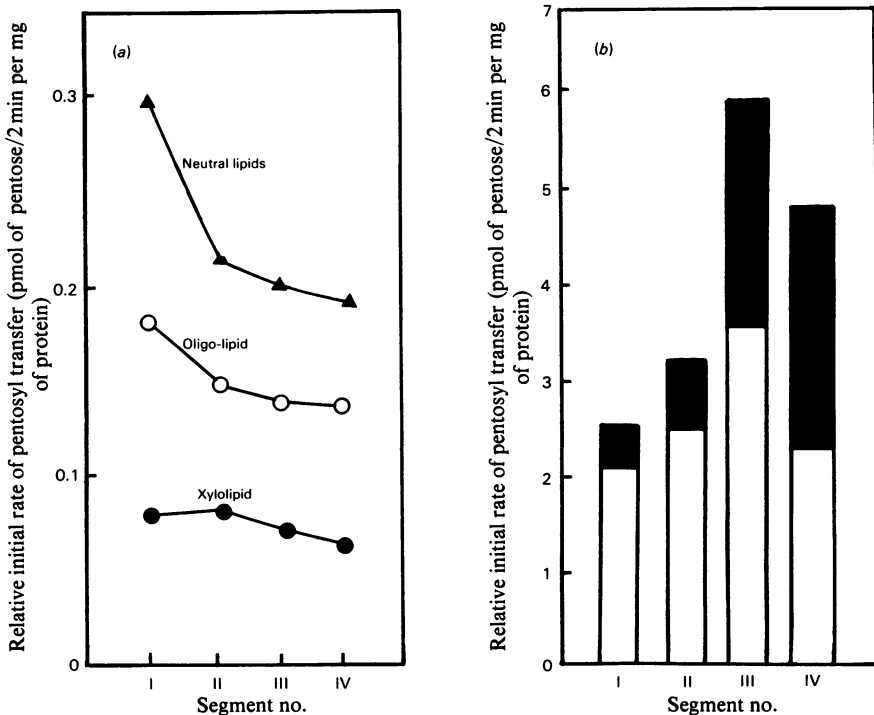 Relative initial rate of pentosyl transfer (pmol of pentose/2 min per mg
of protein)
(a)
0.3
0.2
0.1
0
Neutral lipids
Oligo-lipid
Xylolipid
I II III IV
Segment no.
Relative initial rate of pentosyl transfer (pmol of pentose/2 min per mg
of protein)
(b)
7
6
5
4
3
2
1
0
I II III IV
Segment no.